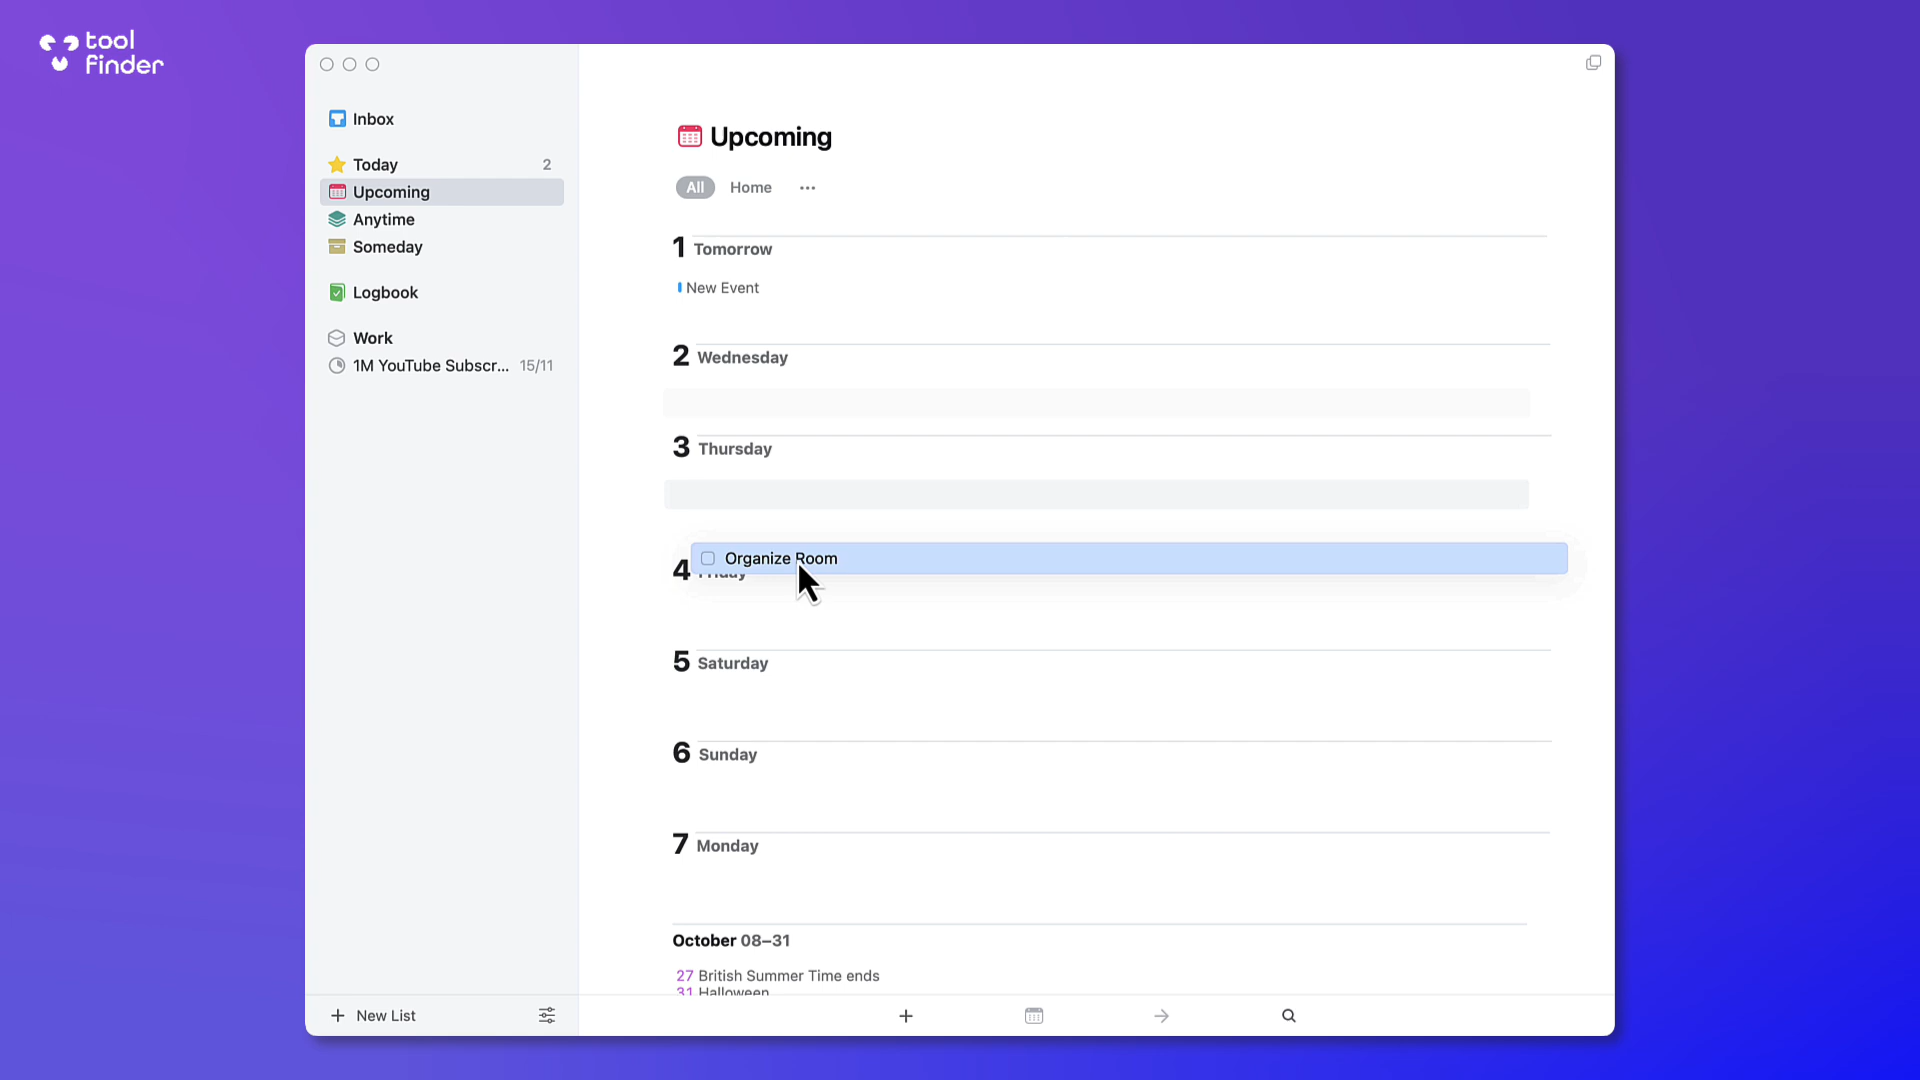 tool
finder
Inbox
Today 2
Upcoming
Anytime
Someday
Logbook
Work
1M YouTube Subscr... 15/11
New List
Upcoming
All Home
1 Tomorrow
New Event
2 Wednesday
3 Thursday
Organize Room
4 Friday
5 Saturday
6 Sunday
7 Monday
October 08–31
27 British Summer Time ends
31 Halloween